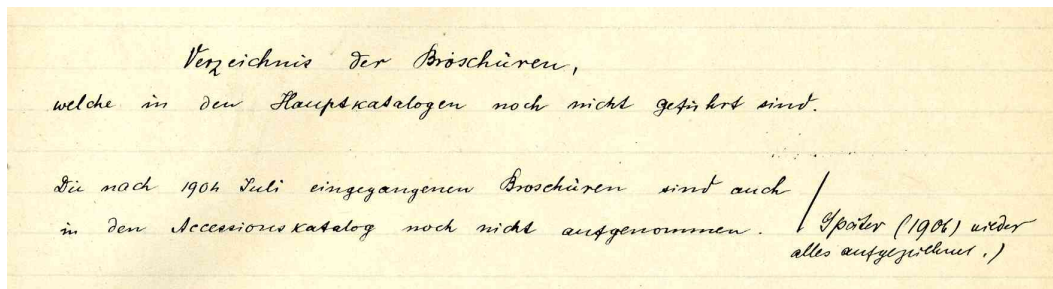 Verzeichnis der Broschüren,
welche in den Hauptkatalogen noch nicht geführt sind.
Die nach 1904 Juli eingegangenen Broschüren sind auch
in den Accessionskatalog noch nicht aufgenommen.
Später (1906) wieder
alles aufgezeichnet.)